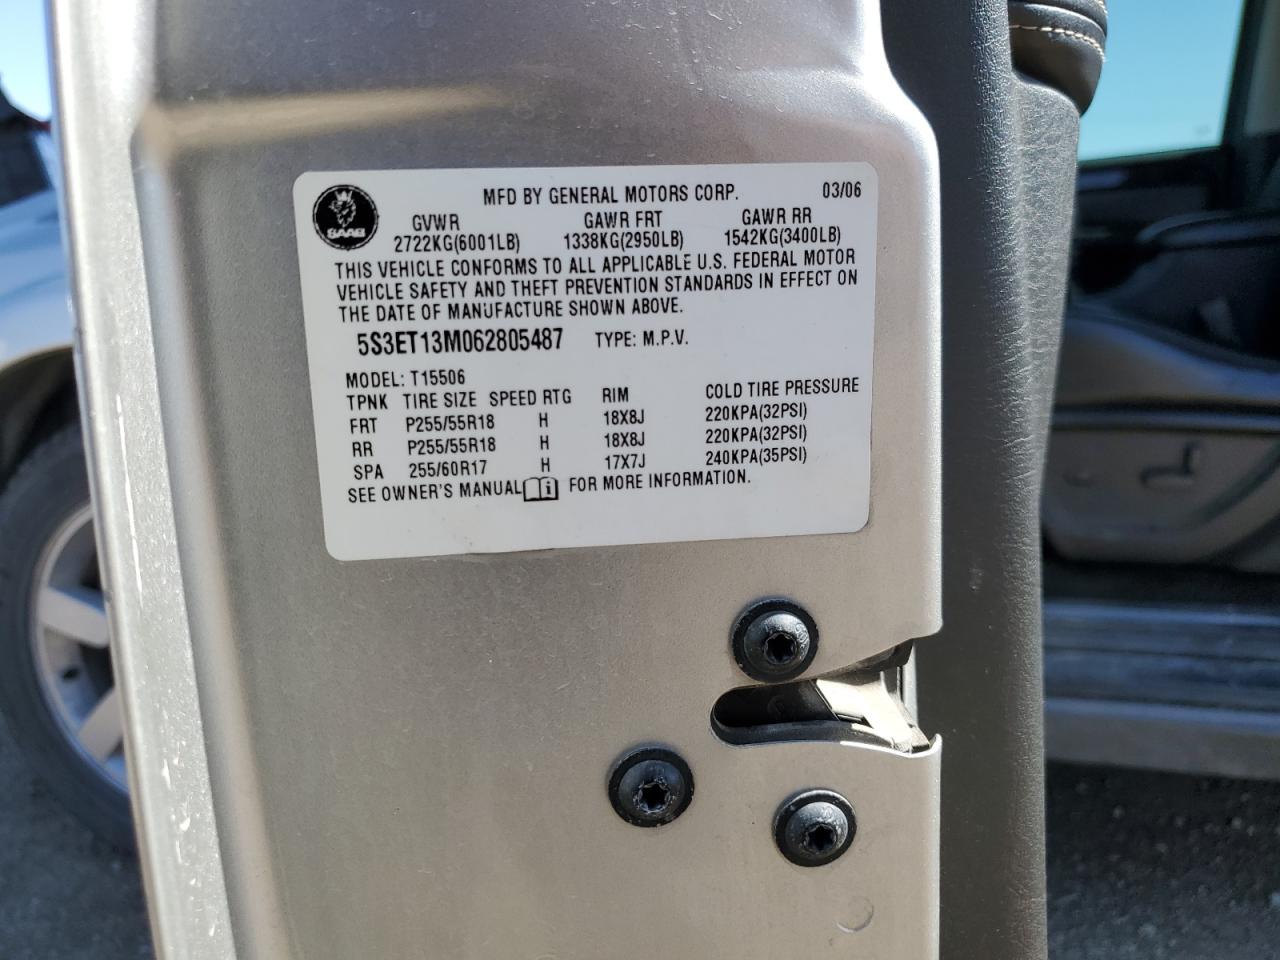 MFD BY GENERAL MOTORS CORP. 03/06
SAAB
GVWR GAWR FRT GAWR RR
2722KG(6001LB) 1338KG(2950LB) 1542KG(3400LB)
THIS VEHICLE CONFORMS TO ALL APPLICABLE U.S. FEDERAL MOTOR
VEHICLE SAFETY AND THEFT PREVENTION STANDARDS IN EFFECT ON
THE DATE OF MANUFACTURE SHOWN ABOVE.
5S3ET13M062805487 TYPE: M.P.V.
MODEL: T15506
TPNK TIRE SIZE SPEED RTG RIM COLD TIRE PRESSURE
FRT P255/55R18 H 18X8J 220KPA(32PSI)
RR P255/55R18 H 18X8J 220KPA(32PSI)
SPA 255/60R17 H 17X7J 240KPA(35PSI)
SEE OWNER'S MANUAL FOR MORE INFORMATION.